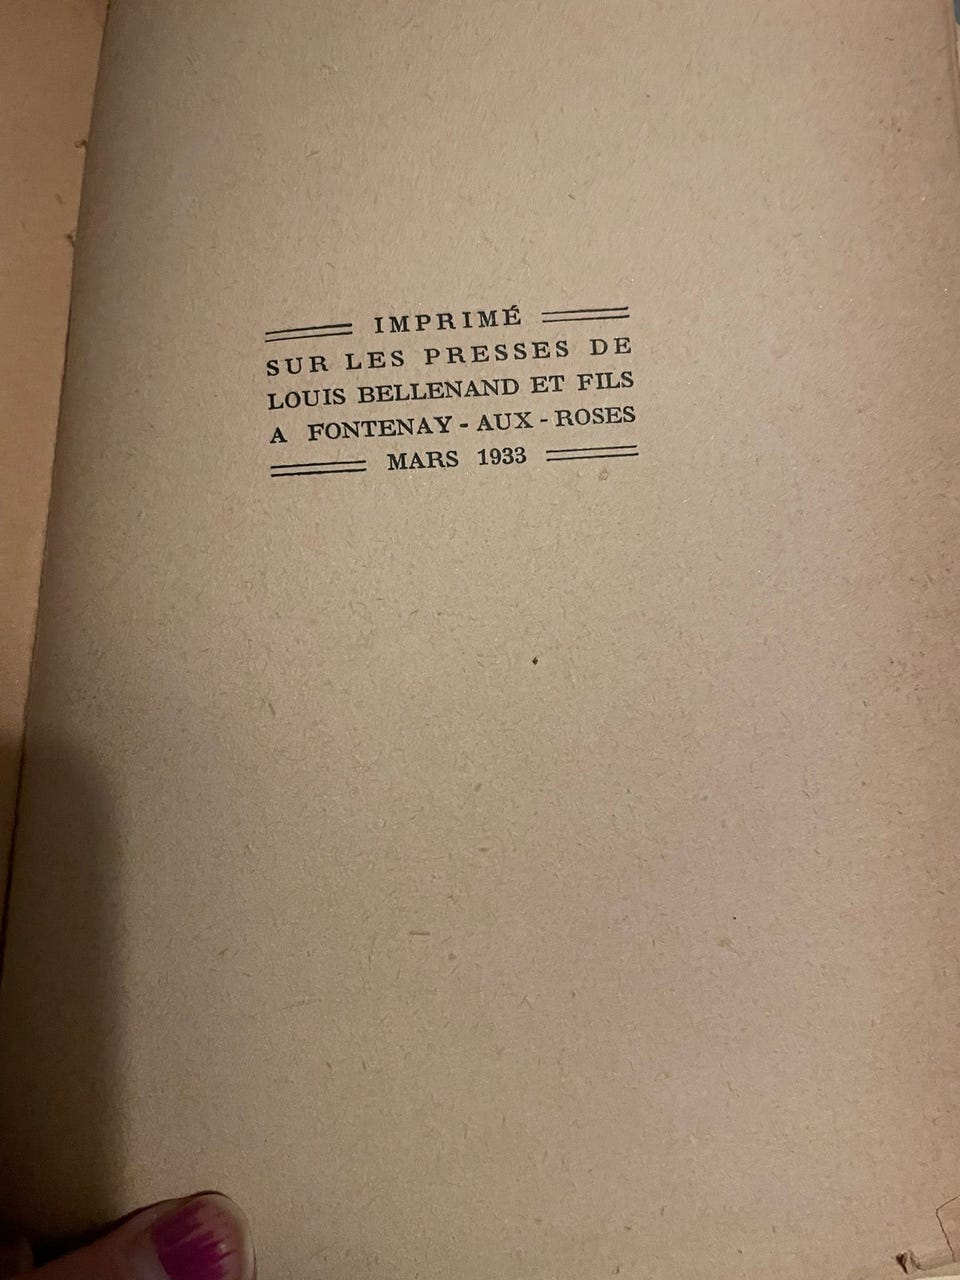 IMPRIMÉ
SUR LES PRESSES DE
LOUIS BELLENAND ET FILS
A FONTENAY - AUX - ROSES
MARS 1933